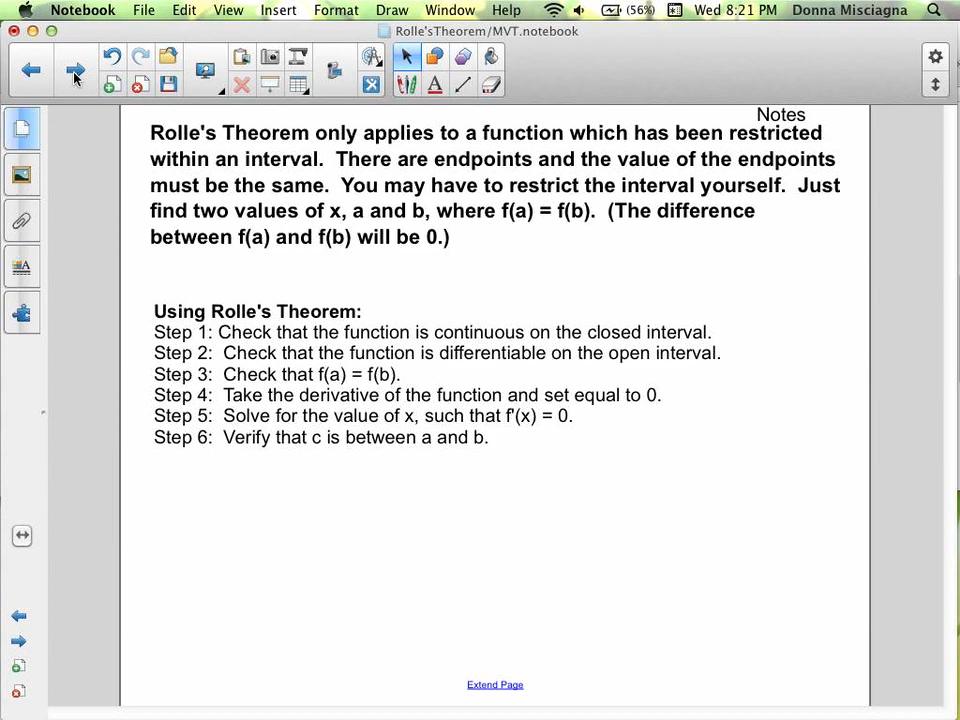 Notebook File Edit View Insert Format Draw Window Help (56%) Wed 8:21 PM Donna Misciagna
Rolle'sTheorem/MVT.notebook
Notes
Rolle's Theorem only applies to a function which has been restricted
within an interval.  There are endpoints and the value of the endpoints
must be the same.  You may have to restrict the interval yourself.  Just
find two values of x, a and b, where f(a) = f(b).  (The difference
between f(a) and f(b) will be 0.)
Using Rolle's Theorem:
Step 1: Check that the function is continuous on the closed interval.
Step 2:  Check that the function is differentiable on the open interval.
Step 3:  Check that f(a) = f(b).
Step 4:  Take the derivative of the function and set equal to 0.
Step 5:  Solve for the value of x, such that f'(x) = 0.
Step 6:  Verify that c is between a and b.
Extend Page